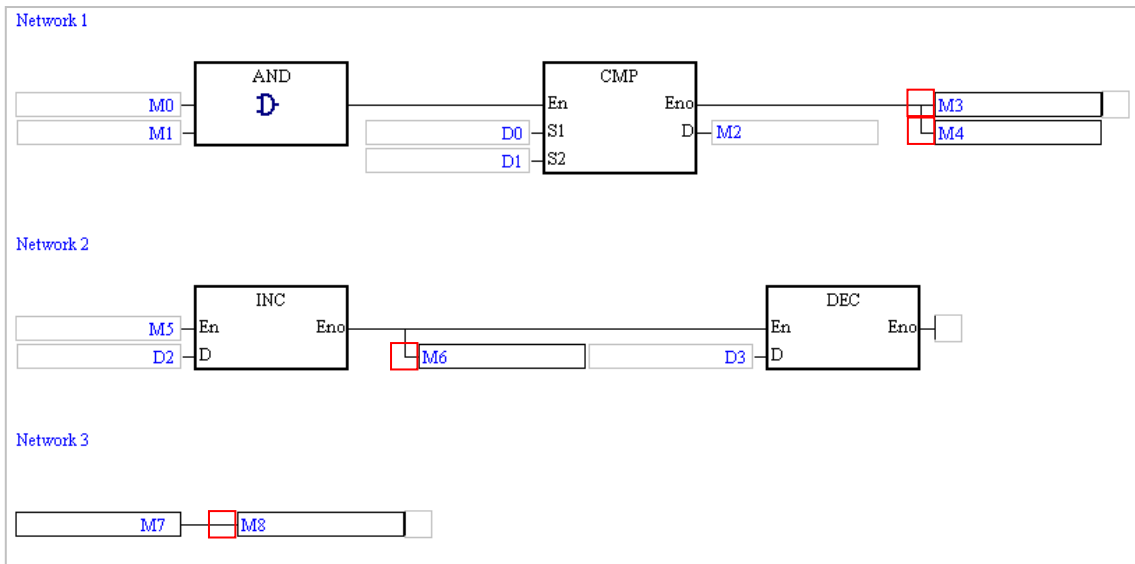 Network 1
AND CMP
M0 En Eno M3
M1 D0 S1 D M2 M4
D1 S2
Network 2
INC DEC
M5 En Eno En Eno
D2 D M6 D3 D
Network 3
M7 M8